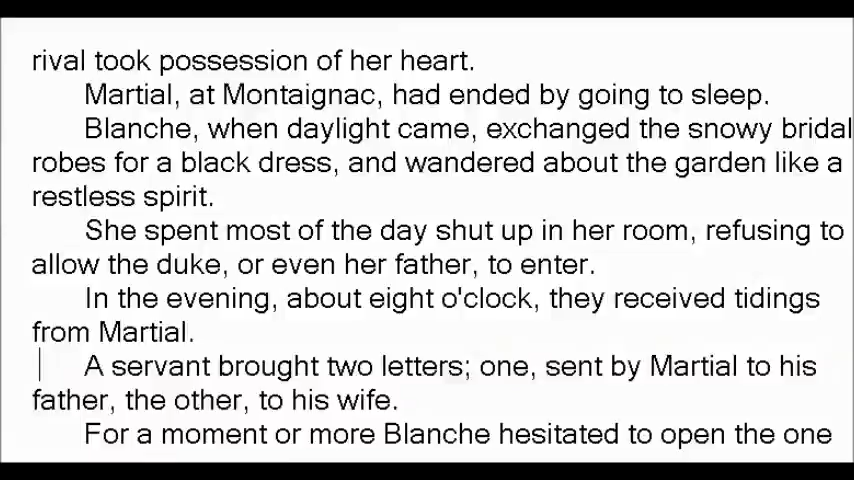 rival took possession of her heart.
Martial, at Montaignac, had ended by going to sleep.
Blanche, when daylight came, exchanged the snowy bridal
robes for a black dress, and wandered about the garden like a
restless spirit.
She spent most of the day shut up in her room, refusing to
allow the duke, or even her father, to enter.
In the evening, about eight o'clock, they received tidings
from Martial.
A servant brought two letters; one, sent by Martial to his
father, the other, to his wife.
For a moment or more Blanche hesitated to open the one